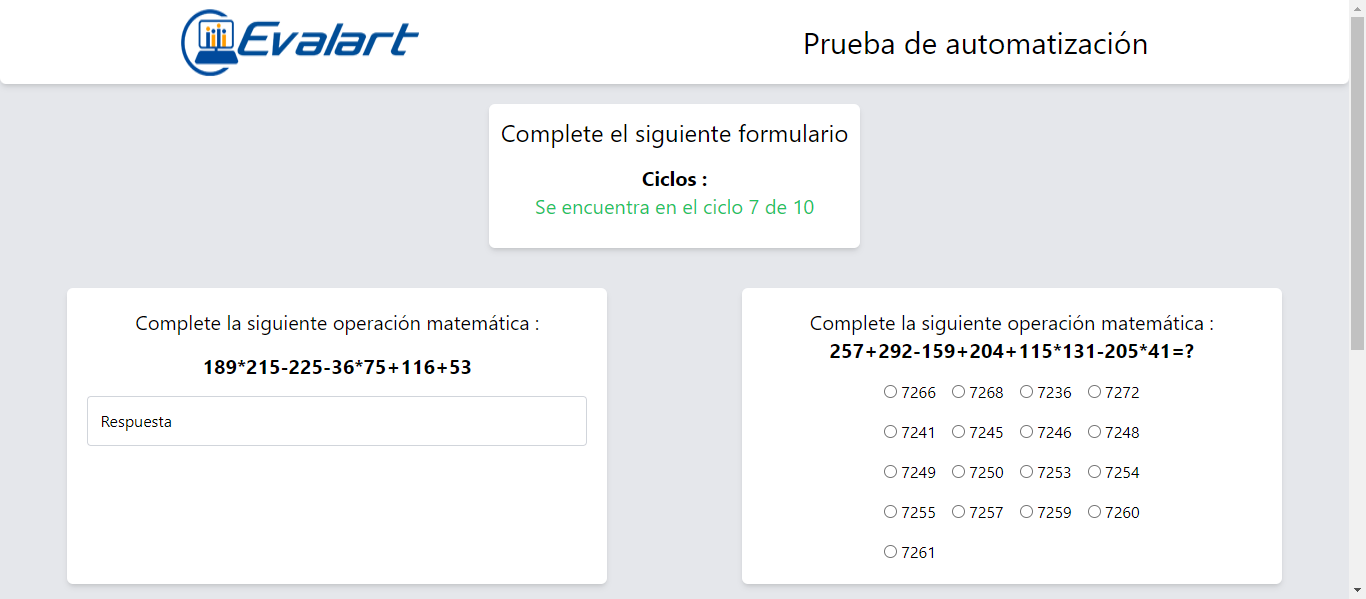 Evalart
Prueba de automatización
Complete el siguiente formulario
Ciclos :
Se encuentra en el ciclo 7 de 10
Complete la siguiente operación matemática :
189*215-225-36*75+116+53
Respuesta
Complete la siguiente operación matemática :
257+292-159+204+115*131-205*41=?
7266 7268 7236 7272
7241 7245 7246 7248
7249 7250 7253 7254
7255 7257 7259 7260
7261